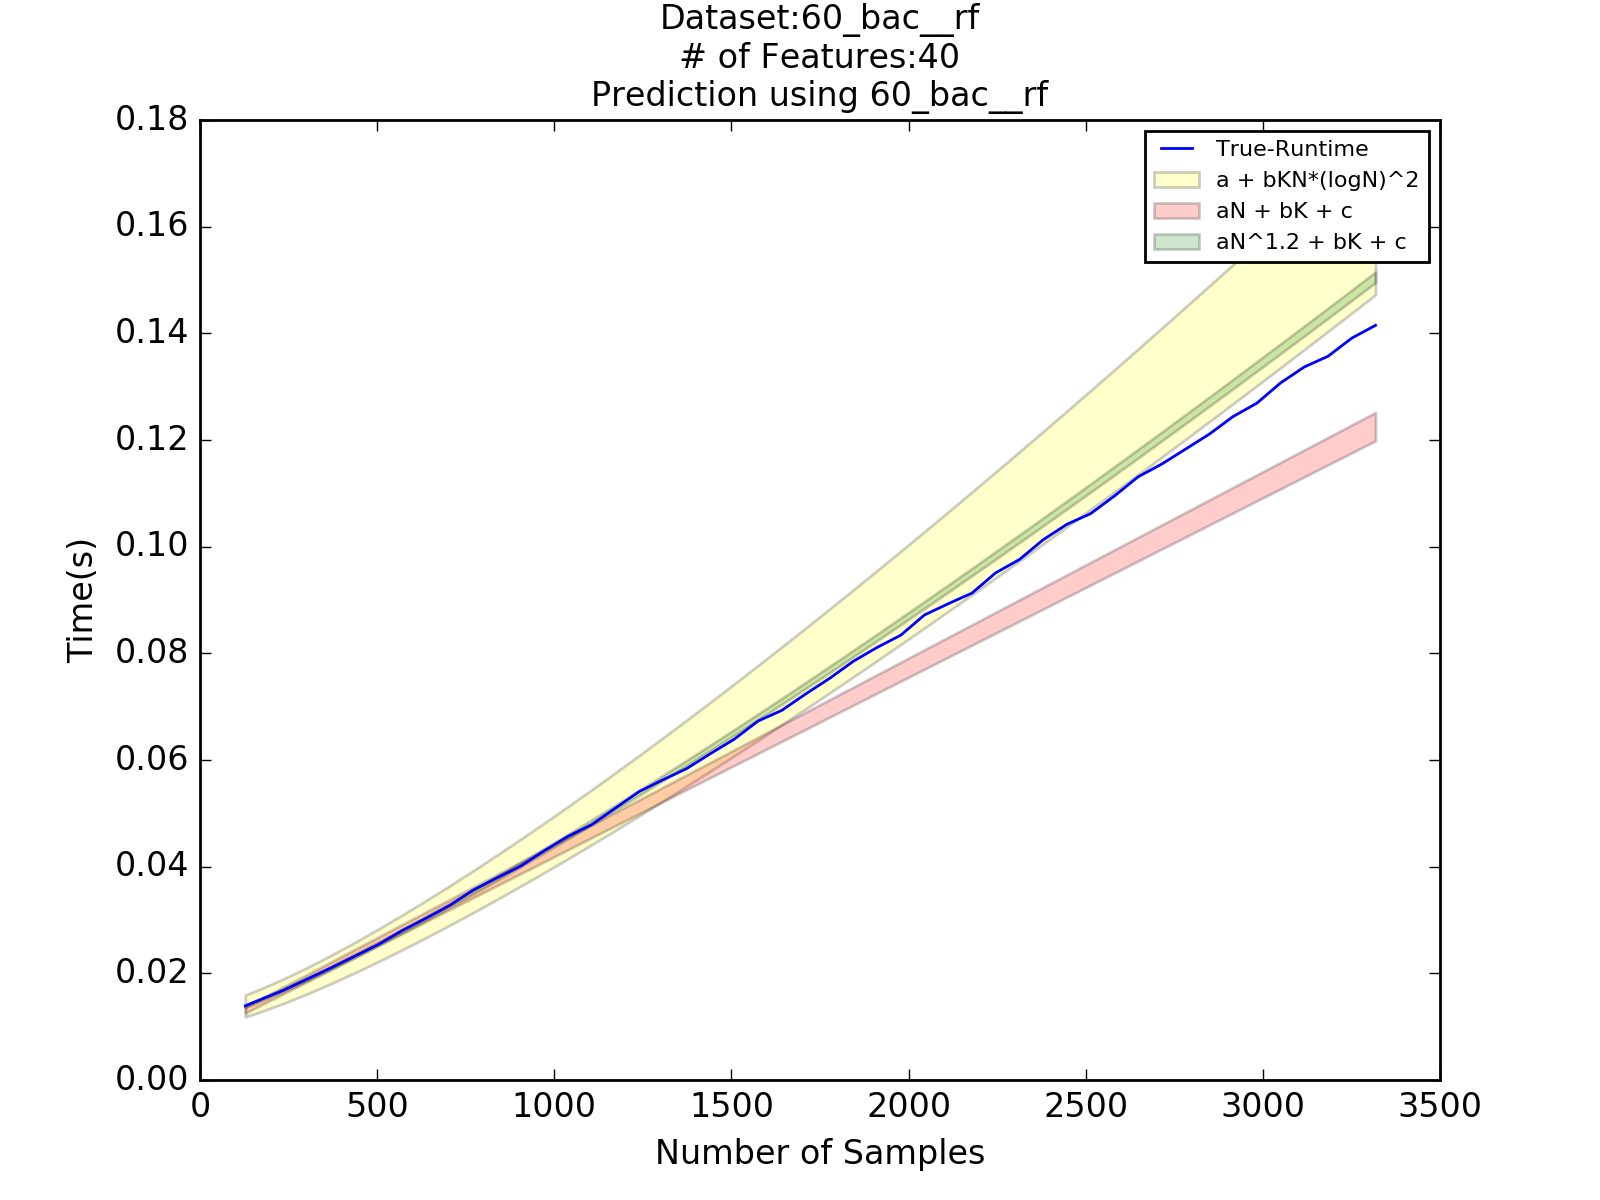 Dataset:60_bac__rf
# of Features:40
Prediction using 60_bac__rf
0.18
0.16
0.14
0.12
0.10
0.08
0.06
0.04
0.02
0.00
Time(s)
True-Runtime
a + bKN*(logN)^2
aN + bK + c
aN^1.2 + bK + c
0 500 1000 1500 2000 2500 3000 3500
Number of Samples